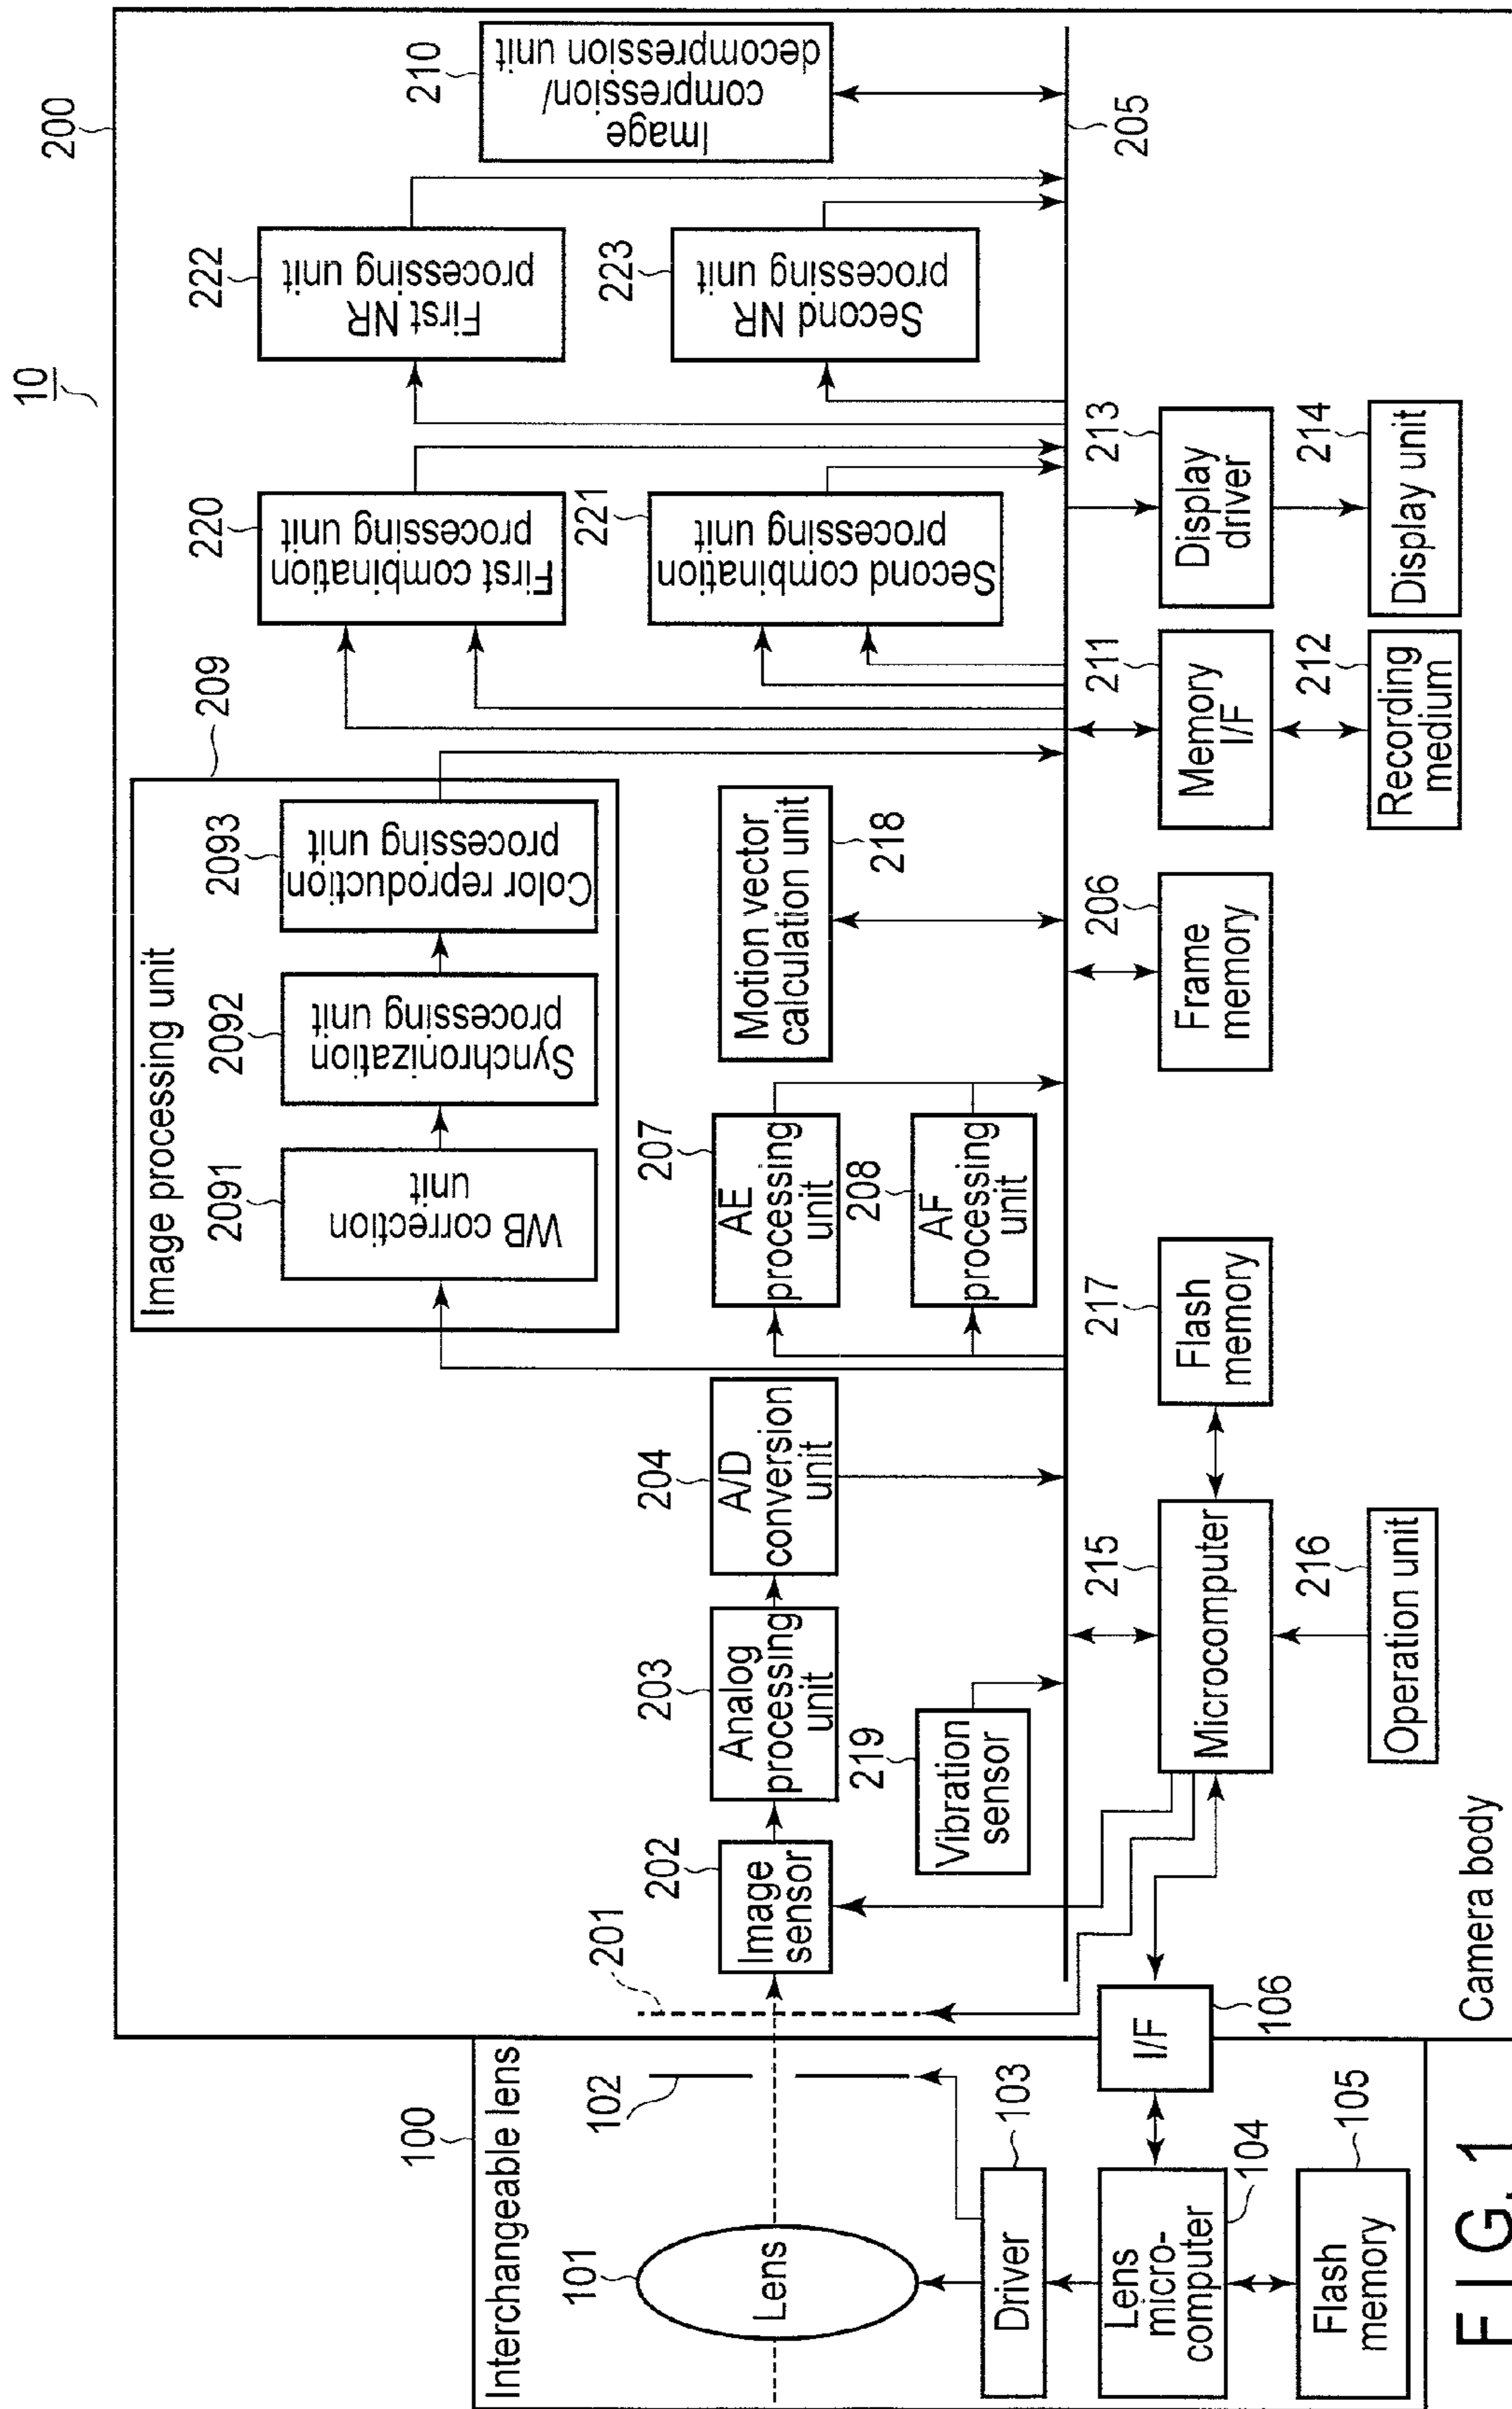 10
200
Image processing unit
209
2091
WB correction
unit
2092
Synchronization
processing unit
2093
Color reproduction
processing unit
220
First combination
processing unit
222
First NR
processing unit
210
Image
compression/
decompression unit
221
Second combination
processing unit
223
Second NR
processing unit
100
Interchangeable lens
101
Lens
102
201
202
Image
sensor
203
Analog
processing
unit
204
A/D
conversion
unit
207
AE
processing
unit
208
AF
processing
unit
218
Motion vector
calculation unit
219
Vibration
sensor
205
103
Driver
104
Lens
micro-
computer
105
Flash
memory
106
I/F
215
Microcomputer
216
Operation unit
217
Flash
memory
206
Frame
memory
211
Memory
I/F
212
Recording
medium
213
Display
driver
214
Display unit
Camera body
FIG. 1